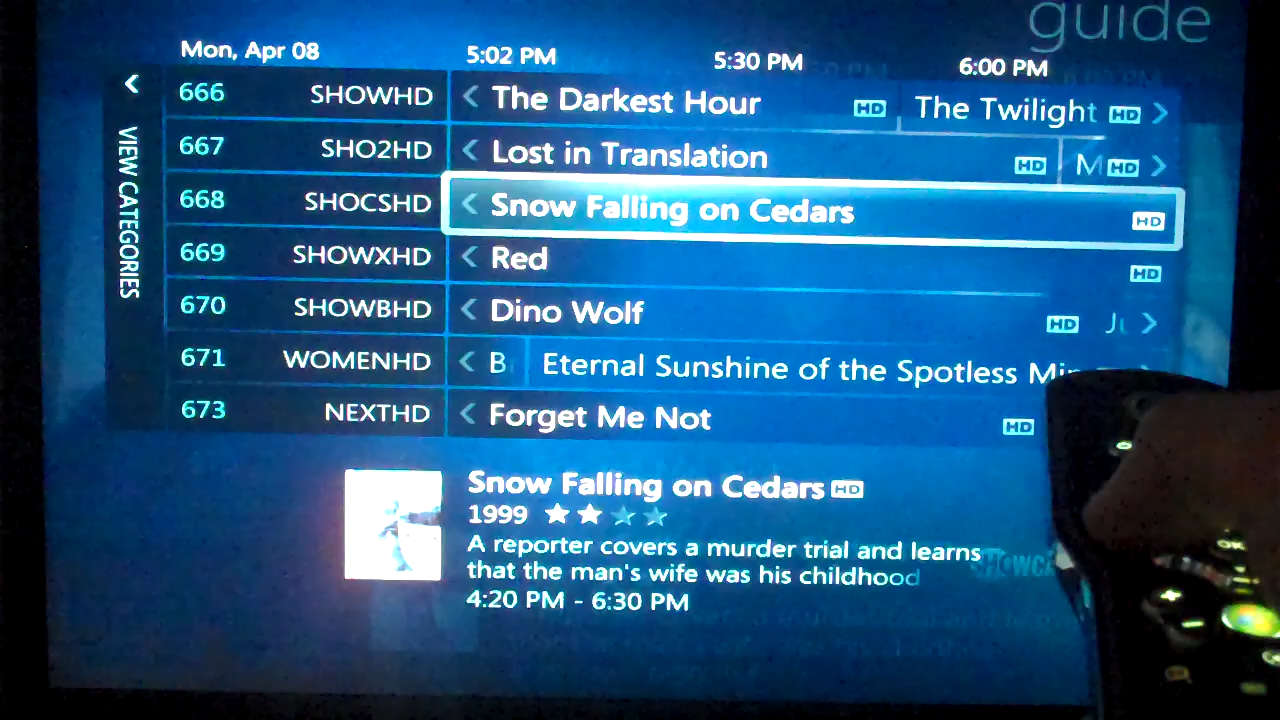 guide
Mon, Apr 08 5:02 PM 5:30 PM 6:00 PM
VIEW CATEGORIES
666 SHOWHD The Darkest Hour HD The Twilight HD
667 SHO2HD Lost in Translation HD M HD
668 SHOCSHD Snow Falling on Cedars HD
669 SHOWXHD Red HD
670 SHOWBHD Dino Wolf HD
671 WOMENHD B Eternal Sunshine of the Spotless
673 NEXTHD Forget Me Not HD
Snow Falling on Cedars HD
1999
A reporter covers a murder trial and learns
that the man's wife was his childhood
4:20 PM - 6:30 PM
OK